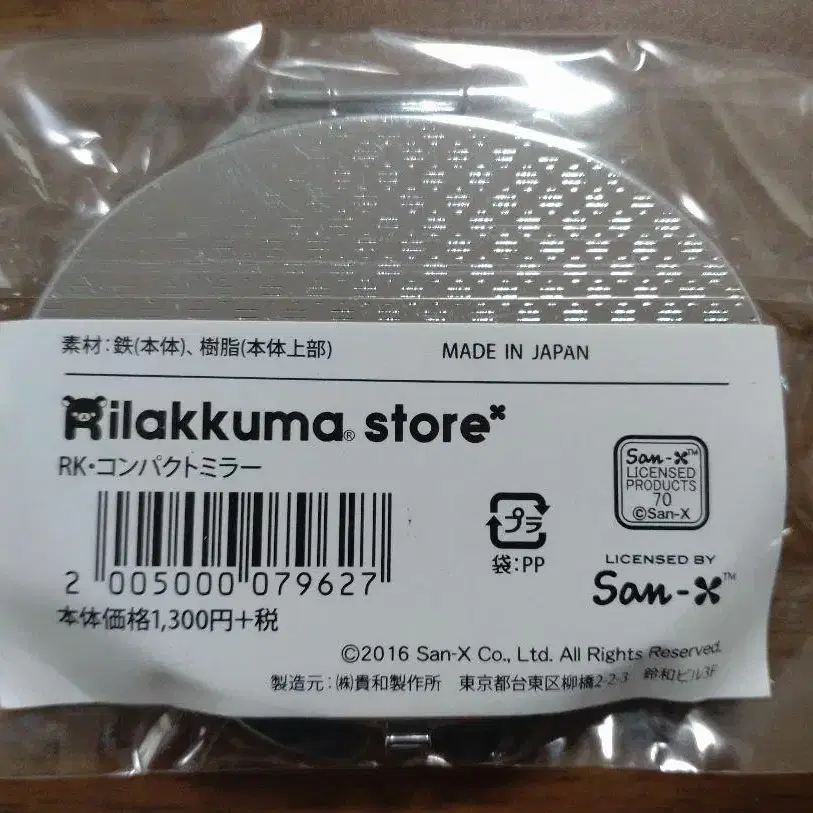 素材：鉄(本体)、樹脂(本体上部)
MADE IN JAPAN
Rilakkuma® store
RK・コンパクトミラー
2 005000 079627
本体価格1,300円+税
プラ
袋：PP
San-X™
LICENSED
PRODUCTS
70
©San-X
LICENSED BY
San-X™
©2016 San-X Co., Ltd. All Rights Reserved.
製造元：㈱貴和製作所 東京都台東区柳橋2-2-3 鈴和ビル3F